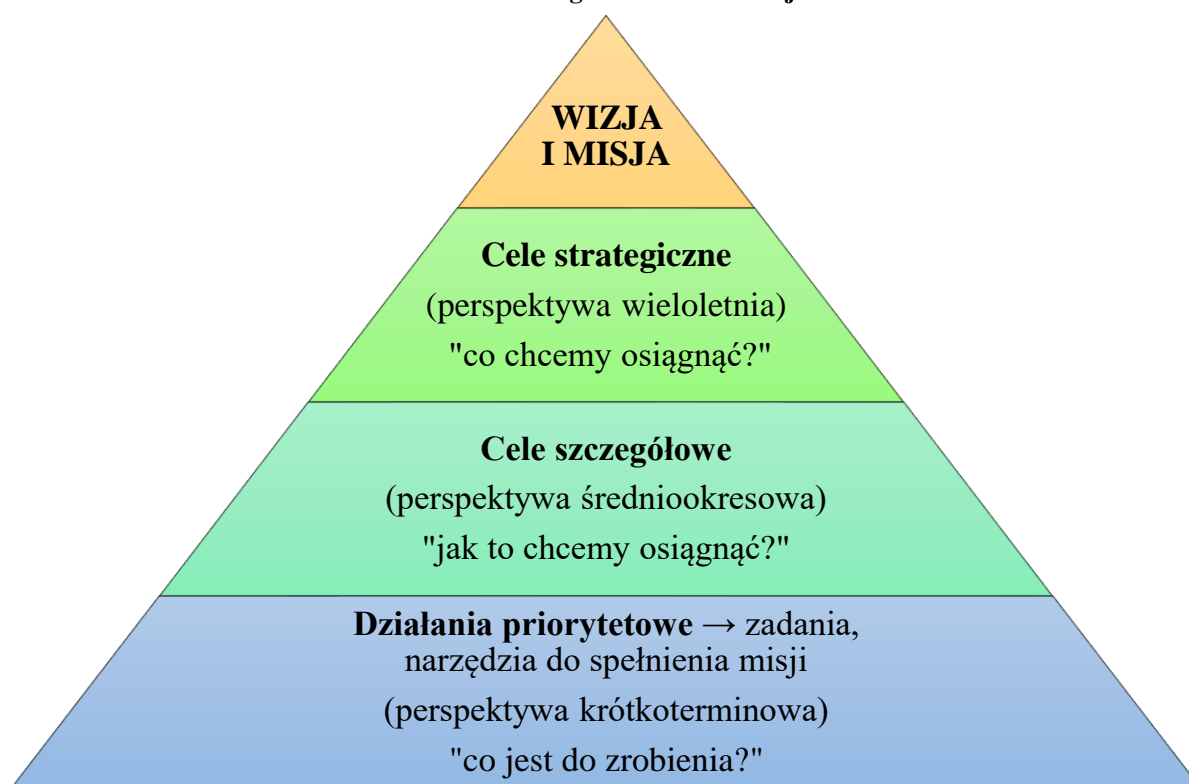 WIZJA
I MISJA
Cele strategiczne
(perspektywa wieloletnia)
"co chcemy osiągnąć?"
Cele szczegółowe
(perspektywa średniookresowa)
"jak to chcemy osiągnąć?"
Działania priorytetowe → zadania,
narzędzia do spełnienia misji
(perspektywa krótkoterminowa)
"co jest do zrobienia?"